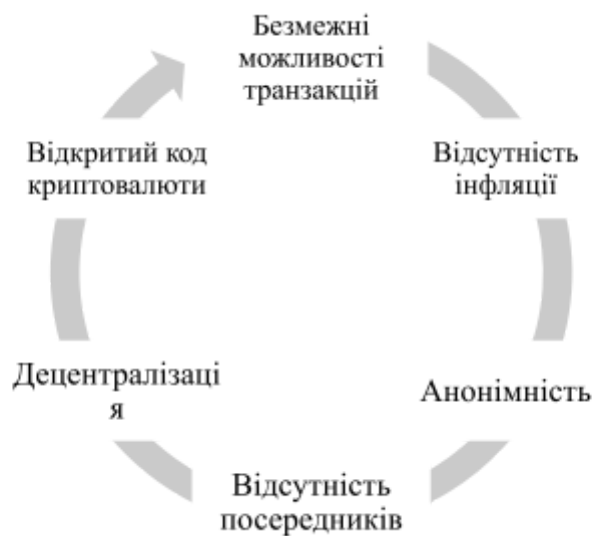 Безмежні
можливості
транзакцій
Відсутність
інфляції
Анонімність
Відсутність
посередників
Децентралізаці
я
Відкритий код
криптовалюти